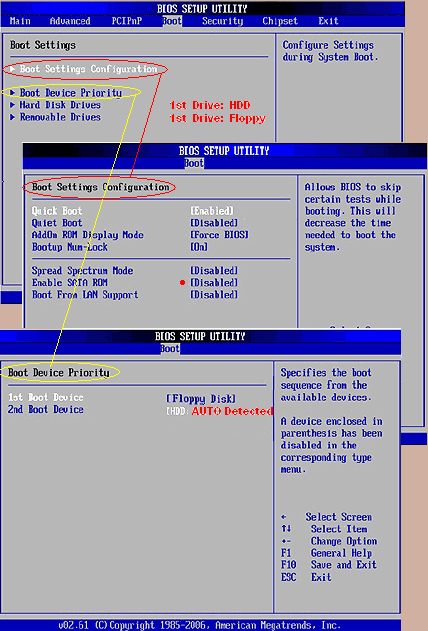 BIOS SETUP UTILITY
Main Advanced PCIPnP Boot Security Chipset Exit
Boot Settings
Configure Settings
during System Boot.
▶ Boot Settings Configuration
▶ Boot Device Priority
▶ Hard Disk Drives 1st Drive: HDD
▶ Removable Drives 1st Drive: Floppy
BIOS SETUP UTILITY
Boot
Boot Settings Configuration
Allows BIOS to skip
certain tests while
booting. This will
decrease the time
needed to boot the
system.
Quick Boot [Enabled]
Quiet Boot [Disabled]
AddOn ROM Display Mode [Force BIOS]
Bootup Num-Lock [On]
Spread Spectrum Mode [Disabled]
Enable SATA ROM [Disabled]
Boot From LAN Support [Disabled]
BIOS SETUP UTILITY
Boot
Boot Device Priority
Specifies the boot
sequence from the
available devices.
A device enclosed in
parenthesis has been
disabled in the
corresponding type
menu.
1st Boot Device [Floppy Disk]
2nd Boot Device [HDD: AUTO Detected
← Select Screen
↑↓ Select Item
+- Change Option
F1 General Help
F10 Save and Exit
ESC Exit
v02.61 (C)Copyright 1985-2006, American Megatrends, Inc.